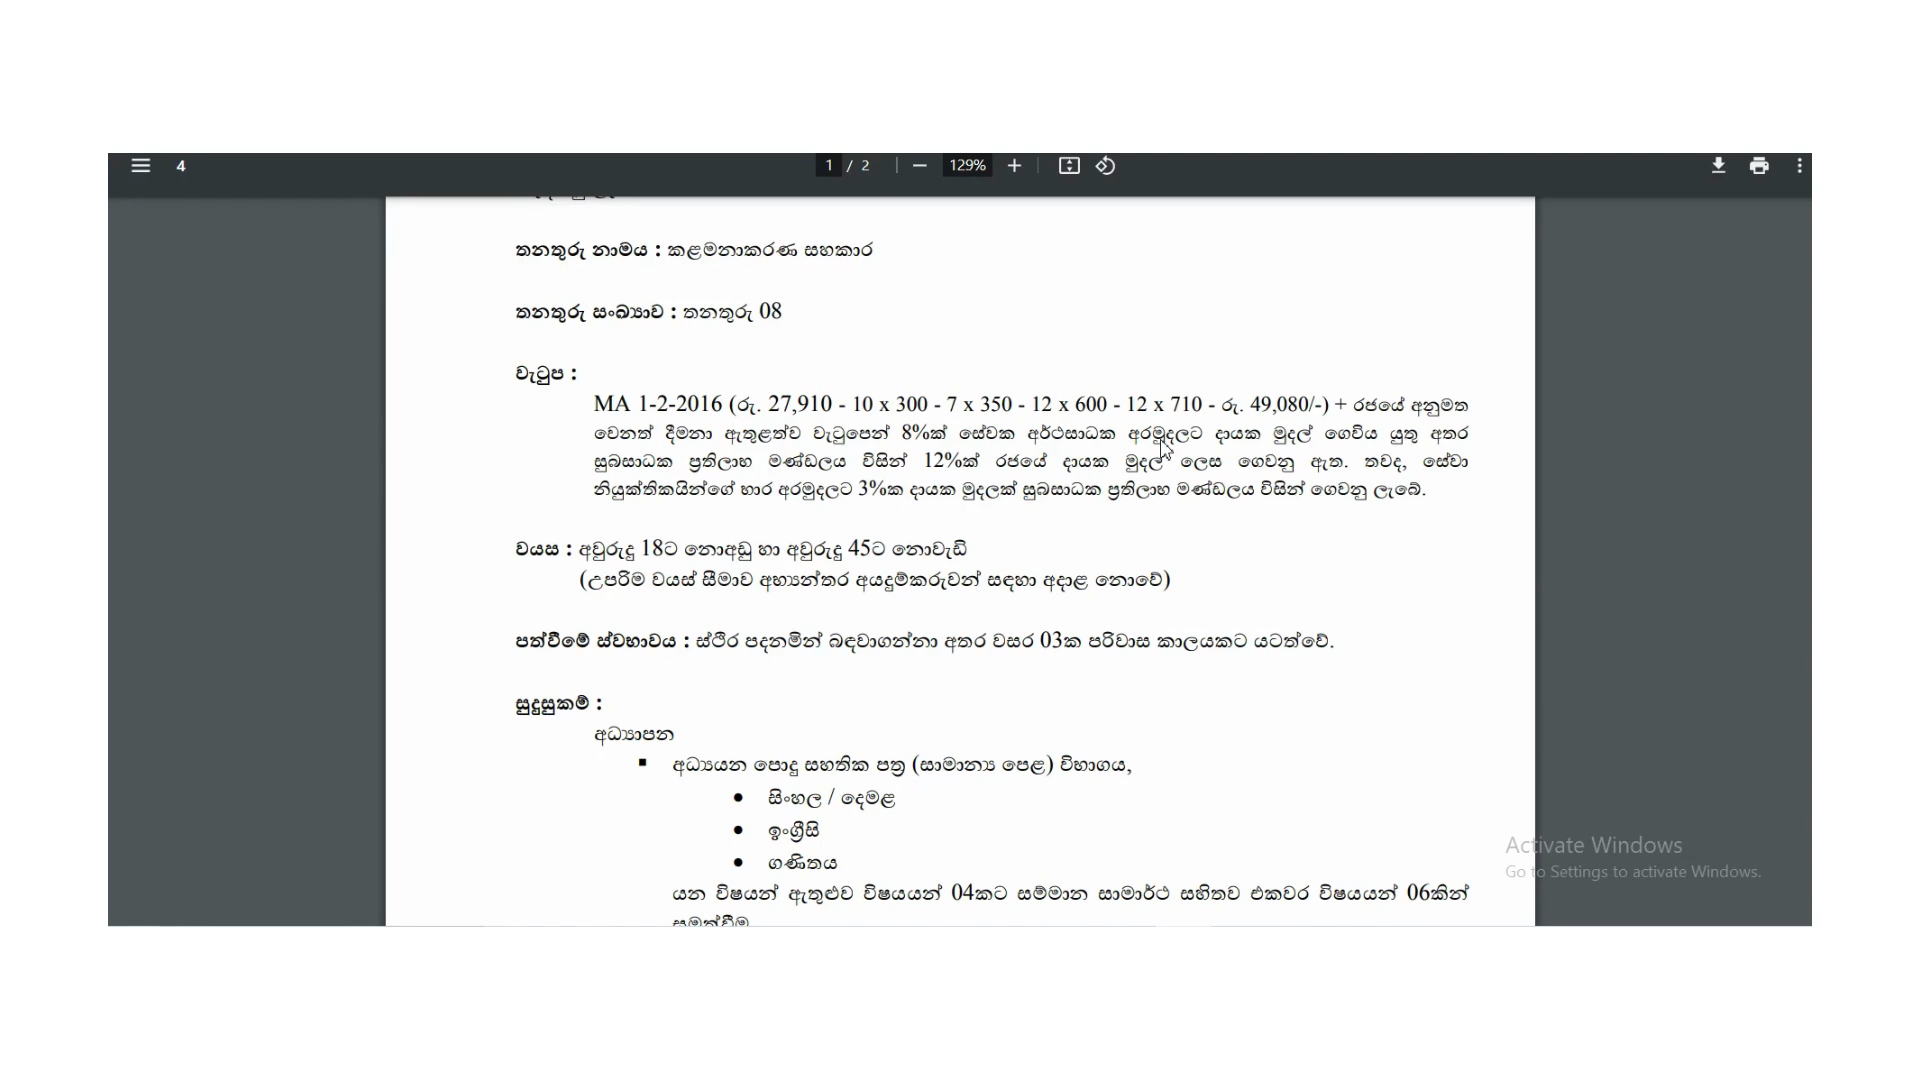 4
1 / 2
129%
තනතුරු නාමය : කළමනාකරණ සහකාර
තනතුරු සංඛ්‍යාව : තනතුරු 08
වැටුප :
MA 1-2-2016 (රු. 27,910 - 10 x 300 - 7 x 350 - 12 x 600 - 12 x 710 - රු. 49,080/-) + රජයේ අනුමත
වෙනත් දීමනා ඇතුළත්ව වැටුපෙන් 8%ක් සේවක අර්ථසාධක අරමුදලට දායක මුදල් ගෙවිය යුතු අතර
සුබසාධක ප්‍රතිලාභ මණ්ඩලය විසින් 12%ක් රජයේ දායක මුදල් ලෙස ගෙවනු ඇත. තවද, සේවා
නියුක්තිකයින්ගේ භාර අරමුදලට 3%ක දායක මුදලක් සුබසාධක ප්‍රතිලාභ මණ්ඩලය විසින් ගෙවනු ලැබේ.
වයස : අවුරුදු 18ට නොඅඩු හා අවුරුදු 45ට නොවැඩි
(උපරිම වයස් සීමාව අභ්‍යන්තර අයදුම්කරුවන් සඳහා අදාළ නොවේ)
පත්වීමේ ස්වභාවය : ස්ථිර පදනමින් බඳවාගන්නා අතර වසර 03ක පරිවාස කාලයකට යටත්වේ.
සුදුසුකම් :
අධ්‍යාපන
▪ අධ්‍යයන පොදු සහතික පත්‍ර (සාමාන්‍ය පෙළ) විභාගය,
• සිංහල / දෙමළ
• ඉංග්‍රීසි
• ගණිතය
යන විෂයන් ඇතුළුව විෂයයන් 04කට සම්මාන සාමාර්ථ සහිතව එකවර විෂයයන් 06කින්
සමත්වීම
Activate Windows
Go to Settings to activate Windows.